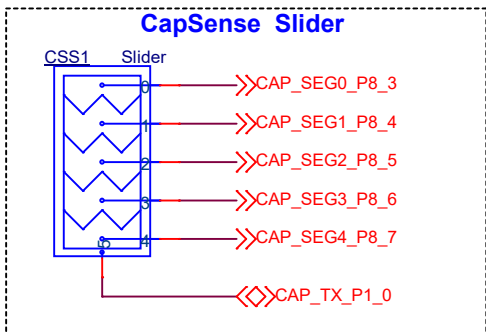 CapSense Slider
CSS1 Slider
0 CAP_SEG0_P8_3
1 CAP_SEG1_P8_4
2 CAP_SEG2_P8_5
3 CAP_SEG3_P8_6
4 CAP_SEG4_P8_7
5
CAP_TX_P1_0